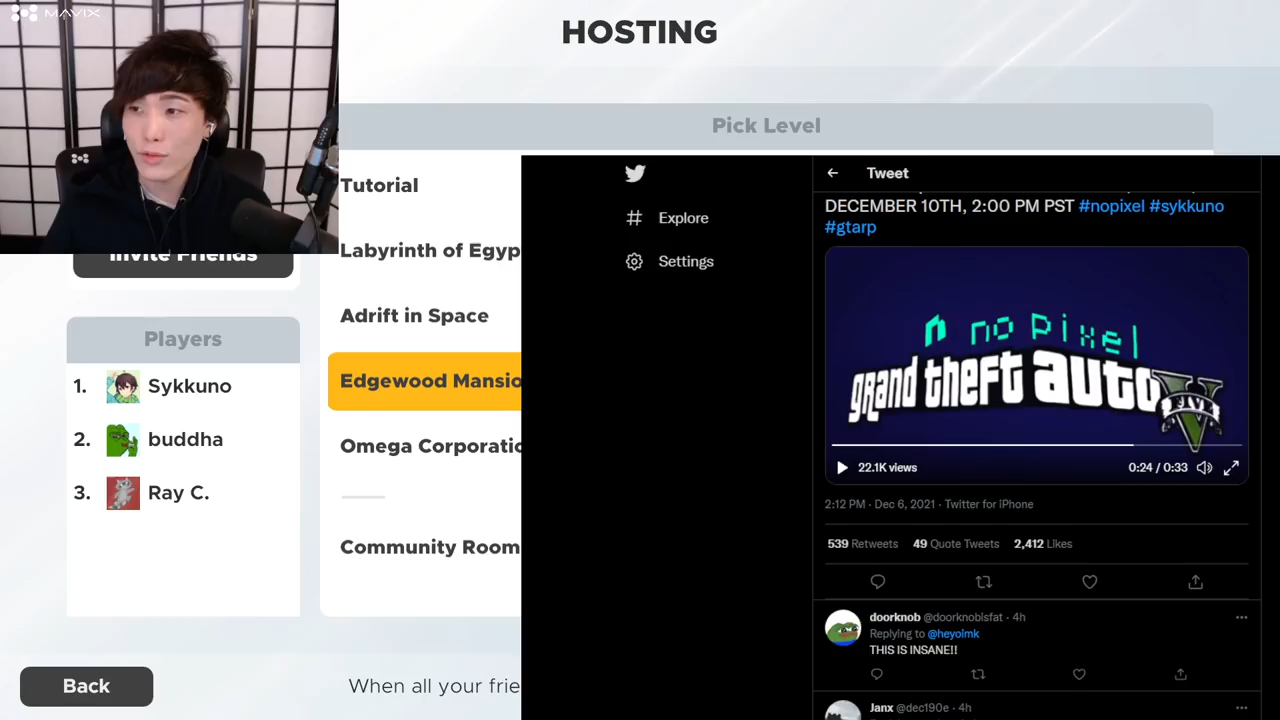 MAVIX
HOSTING
Pick Level
Tutorial
Labyrinth of Egyp
Adrift in Space
Edgewood Mansio
Omega Corporatio
Community Room
Invite Friends
Players
1. Sykkuno
2. buddha
3. Ray C.
Back
When all your frie
Explore
Settings
Tweet
DECEMBER 10TH, 2:00 PM PST #nopixel #sykkuno
#gtarp
no pixel
grand theft auto
V
FIVE
22.1K views
0:24 / 0:33
2:12 PM · Dec 6, 2021 · Twitter for iPhone
539 Retweets 49 Quote Tweets 2,412 Likes
doorknob @doorknobisfat · 4h
Replying to @heyoimk
THIS IS INSANE!!
Janx @dec190e · 4h